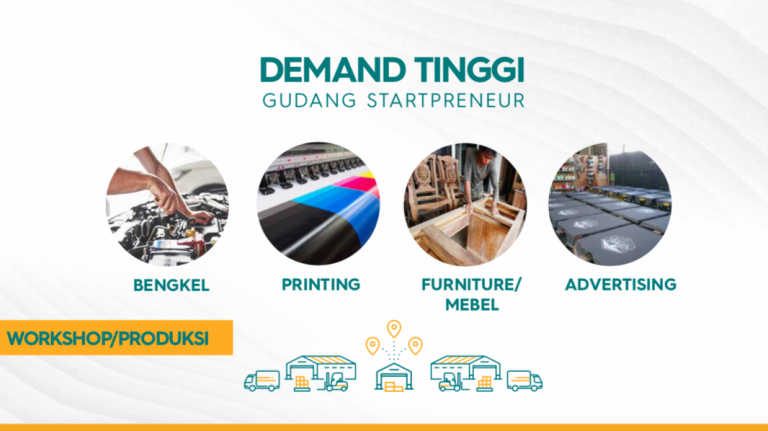 DEMAND TINGGI
GUDANG STARTPRENEUR
BENGKEL
PRINTING
FURNITURE/
MEBEL
ADVERTISING
WORKSHOP/PRODUKSI